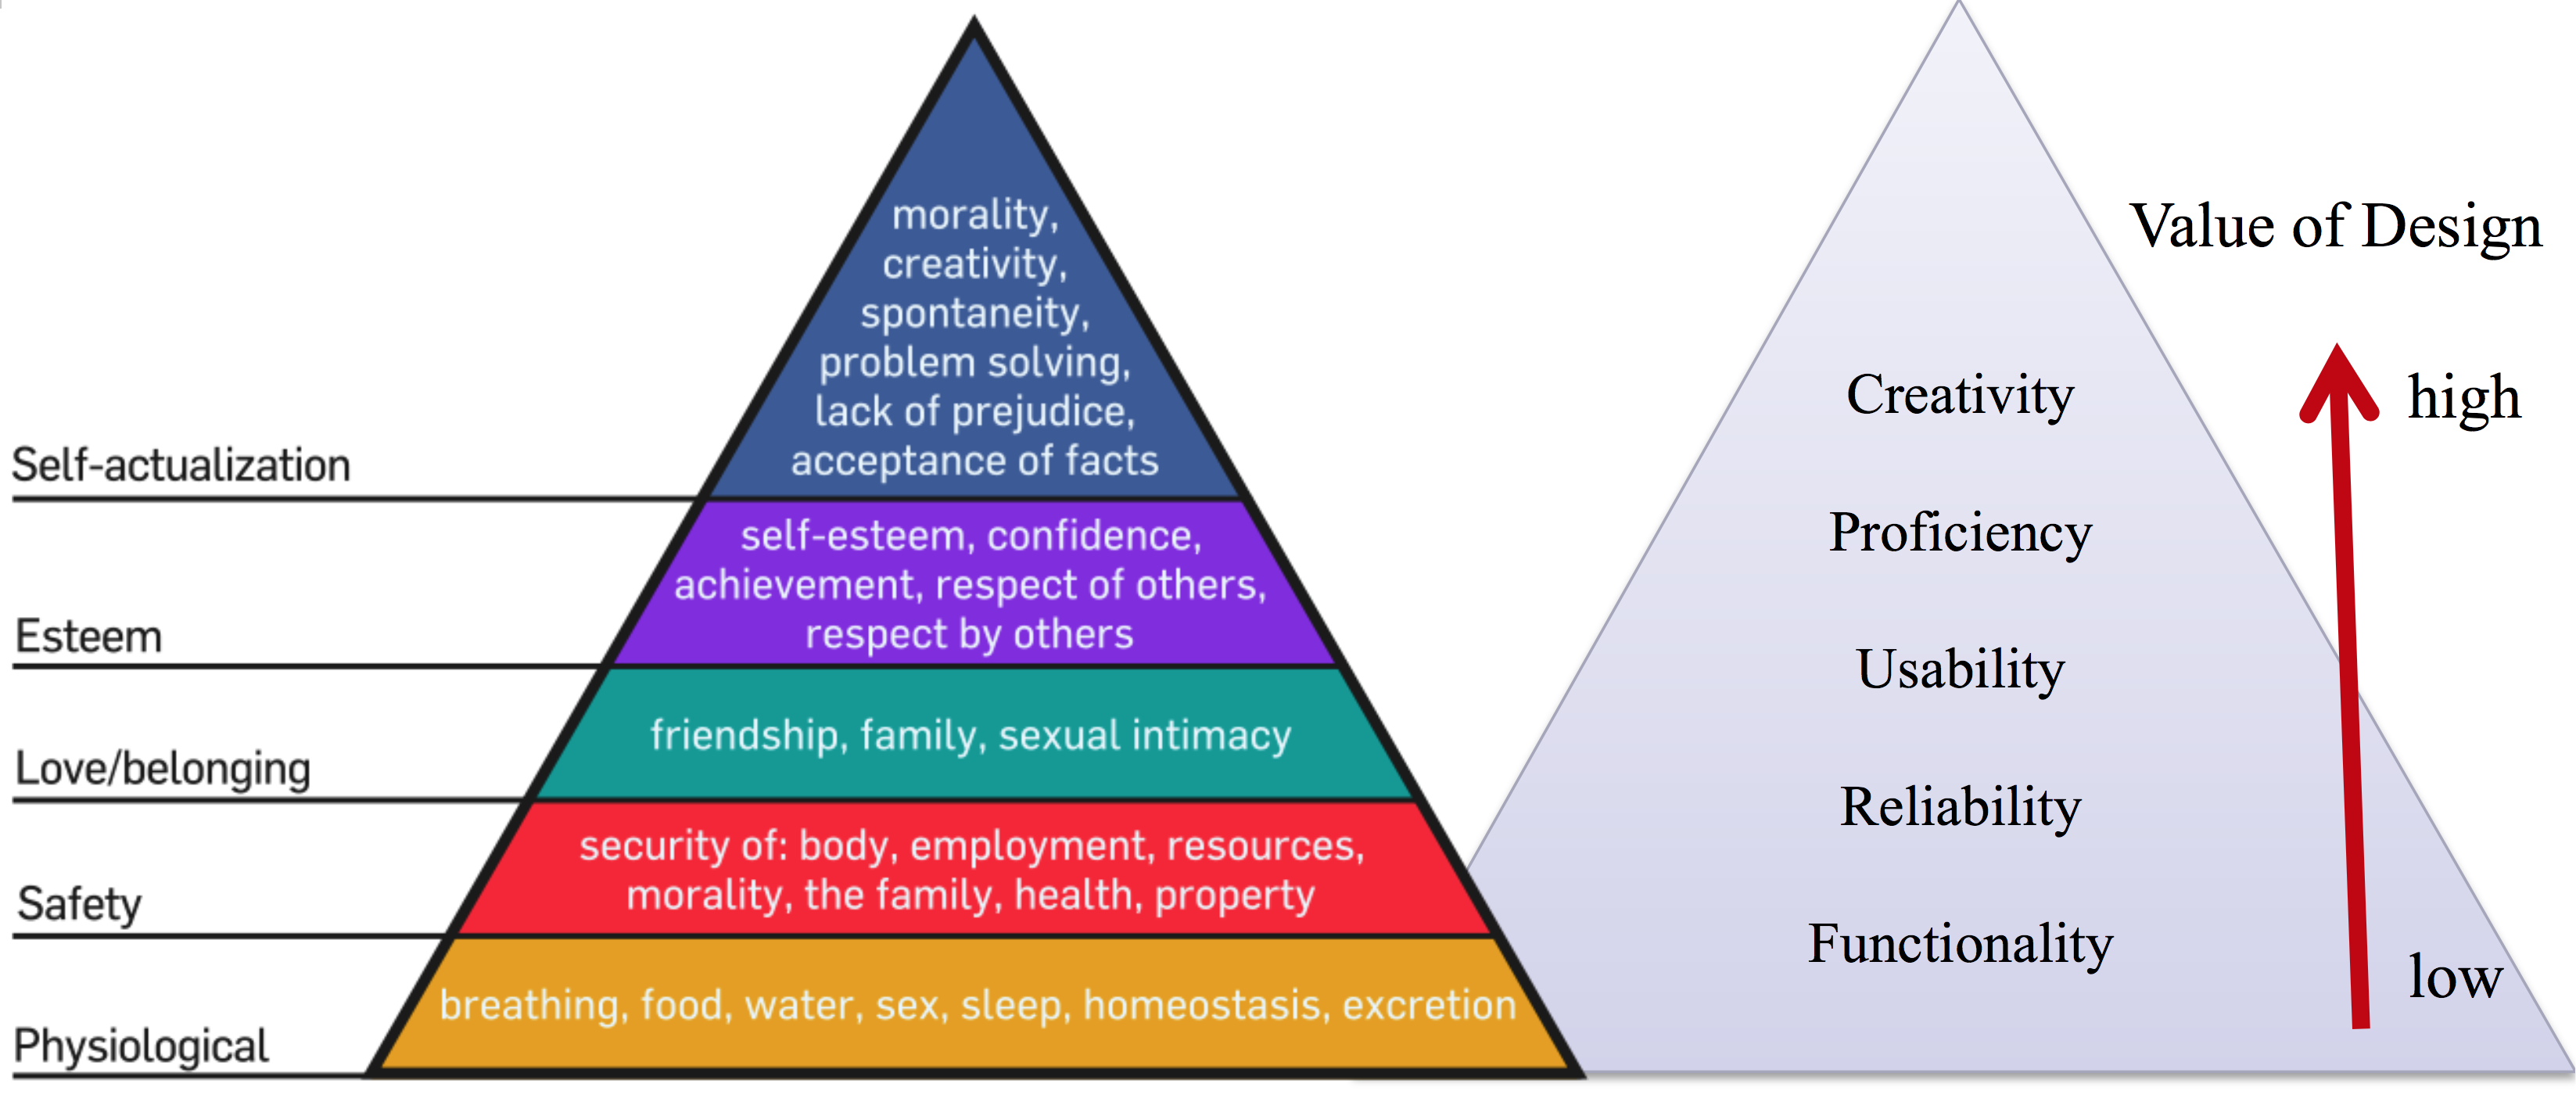 morality,
creativity,
spontaneity,
problem solving,
lack of prejudice,
acceptance of facts
Self-actualization
self-esteem, confidence,
achievement, respect of others,
respect by others
Esteem
friendship, family, sexual intimacy
Love/belonging
security of: body, employment, resources,
morality, the family, health, property
Safety
breathing, food, water, sex, sleep, homeostasis, excretion
Physiological
Value of Design
high
Creativity
Proficiency
Usability
Reliability
Functionality
low